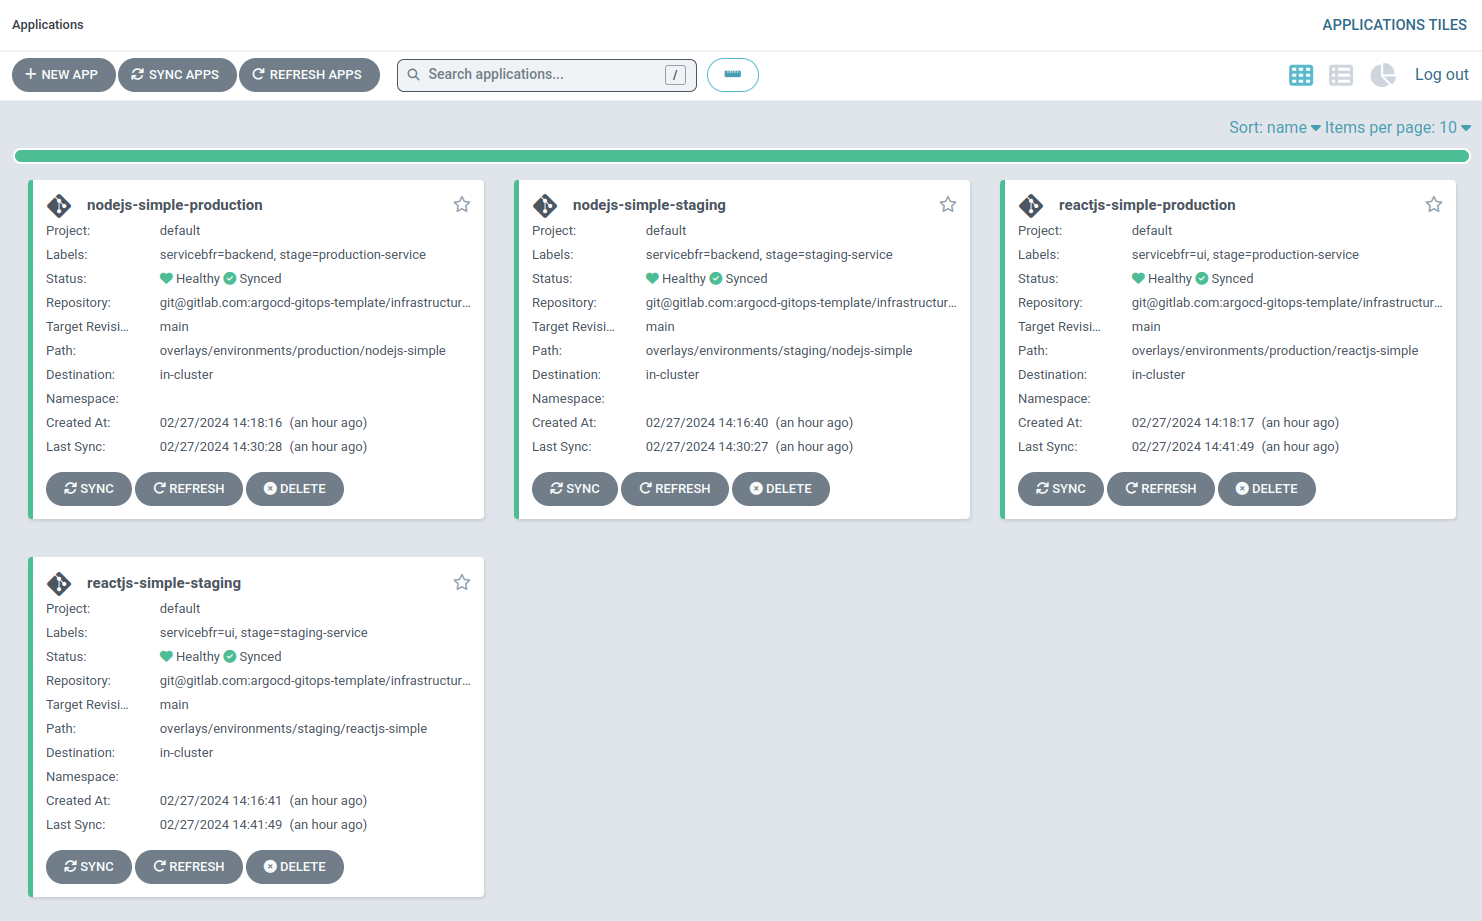 Applications
APPLICATIONS TILES
NEW APP
SYNC APPS
REFRESH APPS
Search applications...
/
Log out
Sort: name
Items per page: 10
nodejs-simple-production
Project: default
Labels: servicebfr=backend, stage=production-service
Status: Healthy Synced
Repository: git@gitlab.com:argocd-gitops-template/infrastructur...
Target Revisi... main
Path: overlays/environments/production/nodejs-simple
Destination: in-cluster
Namespace:
Created At: 02/27/2024 14:18:16 (an hour ago)
Last Sync: 02/27/2024 14:30:28 (an hour ago)
SYNC REFRESH DELETE
nodejs-simple-staging
Project: default
Labels: servicebfr=backend, stage=staging-service
Status: Healthy Synced
Repository: git@gitlab.com:argocd-gitops-template/infrastructur...
Target Revisi... main
Path: overlays/environments/staging/nodejs-simple
Destination: in-cluster
Namespace:
Created At: 02/27/2024 14:16:40 (an hour ago)
Last Sync: 02/27/2024 14:30:27 (an hour ago)
SYNC REFRESH DELETE
reactjs-simple-production
Project: default
Labels: servicebfr=ui, stage=production-service
Status: Healthy Synced
Repository: git@gitlab.com:argocd-gitops-template/infrastructur...
Target Revisi... main
Path: overlays/environments/production/reactjs-simple
Destination: in-cluster
Namespace:
Created At: 02/27/2024 14:18:17 (an hour ago)
Last Sync: 02/27/2024 14:41:49 (an hour ago)
SYNC REFRESH DELETE
reactjs-simple-staging
Project: default
Labels: servicebfr=ui, stage=staging-service
Status: Healthy Synced
Repository: git@gitlab.com:argocd-gitops-template/infrastructur...
Target Revisi... main
Path: overlays/environments/staging/reactjs-simple
Destination: in-cluster
Namespace:
Created At: 02/27/2024 14:16:41 (an hour ago)
Last Sync: 02/27/2024 14:41:49 (an hour ago)
SYNC REFRESH DELETE